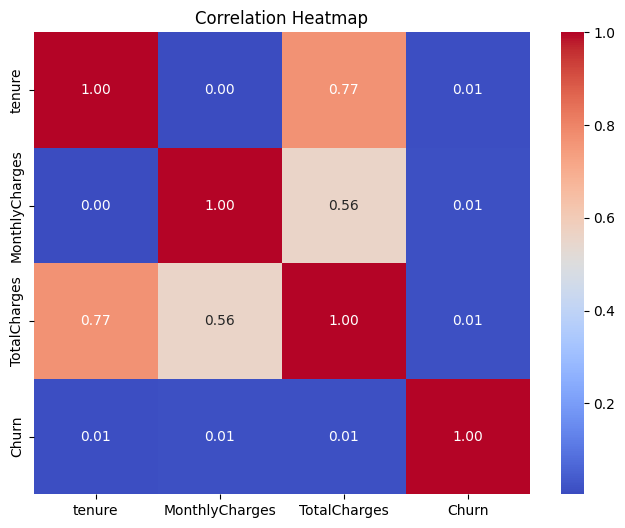 Correlation Heatmap
tenure
1.00 0.00 0.77 0.01
MonthlyCharges
0.00 1.00 0.56 0.01
TotalCharges
0.77 0.56 1.00 0.01
Churn
0.01 0.01 0.01 1.00
tenure MonthlyCharges TotalCharges Churn
1.0
0.8
0.6
0.4
0.2